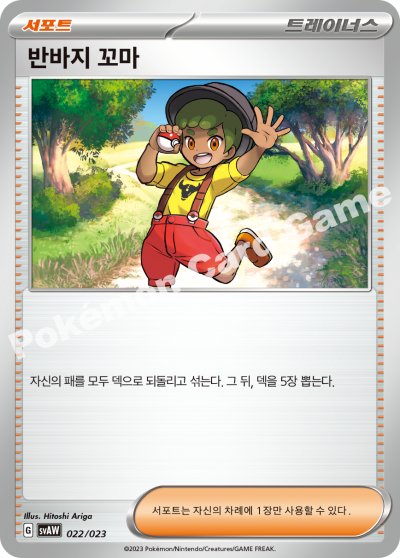 서포트
트레이너스
반바지 꼬마
Pokémon Card Game
자신의 패를 모두 덱으로 되돌리고 섞는다. 그 뒤, 덱을 5장 뽑는다.
Illus. Hitoshi Ariga
G svAW 022/023
서포트는 자신의 차례에 1장만 사용할 수 있다.
©2023 Pokémon/Nintendo/Creatures/GAME FREAK.